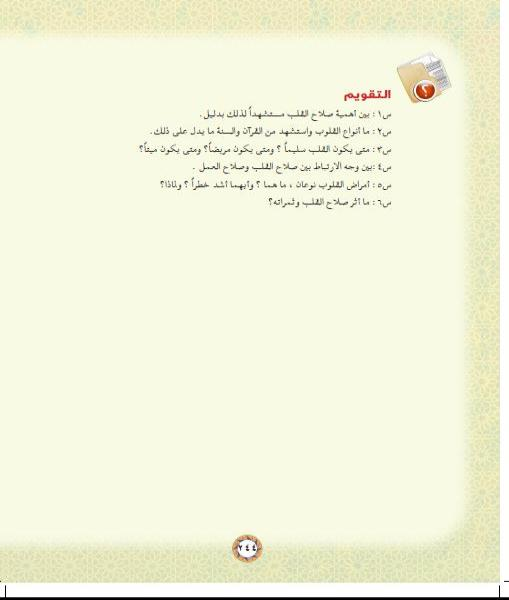 التقويم
س١ : بين أهمية صلاح القلب مستشهداً لذلك بدليل .
س٢ : ما أنواع القلوب واستشهد من القرآن والسنة ما يدل على ذلك .
س٣ : متى يكون القلب سليماً ؟ ومتى يكون مريضاً؟ ومتى يكون ميتاً؟
س٤ :بين وجه الارتباط بين صلاح القلب وصلاح العمل .
س٥ : أمراض القلوب نوعان ، ما هما ؟ وأيهما أشد خطراً ؟ ولماذا؟
س٦ : ما أثر صلاح القلب وثمراته؟
٢٤٤